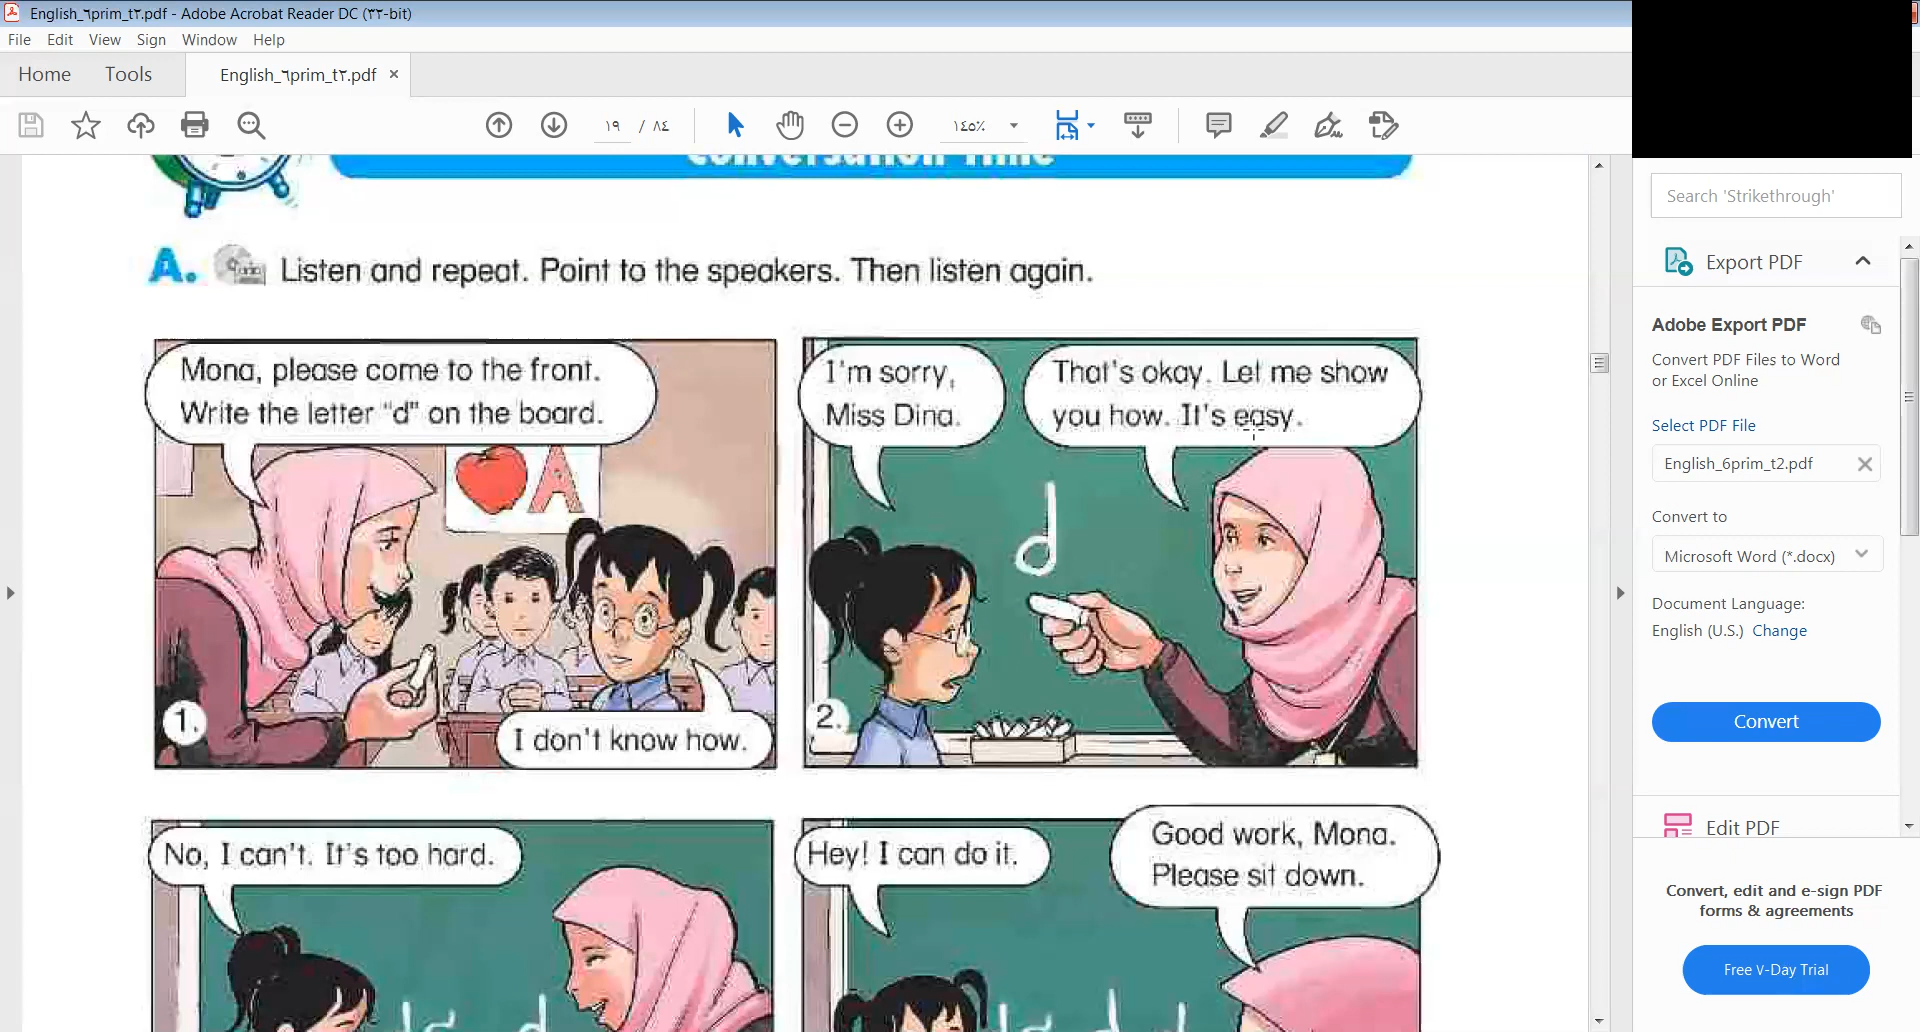 English_٦prim_t٢.pdf - Adobe Acrobat Reader DC (٣٢-bit)
File Edit View Sign Window Help
Home Tools English_٦prim_t٢.pdf ×
١٩ / ٨٤ ١٤٥%
Conversation Time
A. Listen and repeat. Point to the speakers. Then listen again.
Mona, please come to the front.
Write the letter "d" on the board.
A
I don't know how.
1.
I'm sorry,
Miss Dina.
That's okay. Let me show
you how. It's easy.
d
2.
No, I can't. It's too hard.
Hey! I can do it.
Good work, Mona.
Please sit down.
Search 'Strikethrough'
Export PDF
Adobe Export PDF
Convert PDF Files to Word
or Excel Online
Select PDF File
English_6prim_t2.pdf
Convert to
Microsoft Word (*.docx)
Document Language:
English (U.S.) Change
Convert
Edit PDF
Convert, edit and e-sign PDF
forms & agreements
Free ٧-Day Trial